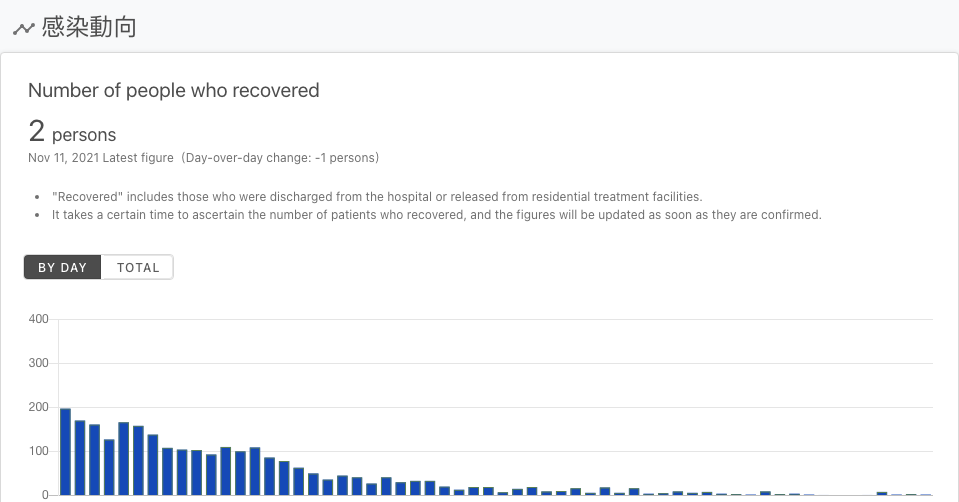 感染動向
Number of people who recovered
2 persons
Nov 11, 2021 Latest figure (Day-over-day change: -1 persons)
• "Recovered" includes those who were discharged from the hospital or released from residential treatment facilities.
• It takes a certain time to ascertain the number of patients who recovered, and the figures will be updated as soon as they are confirmed.
BY DAY TOTAL
400
300
200
100
0